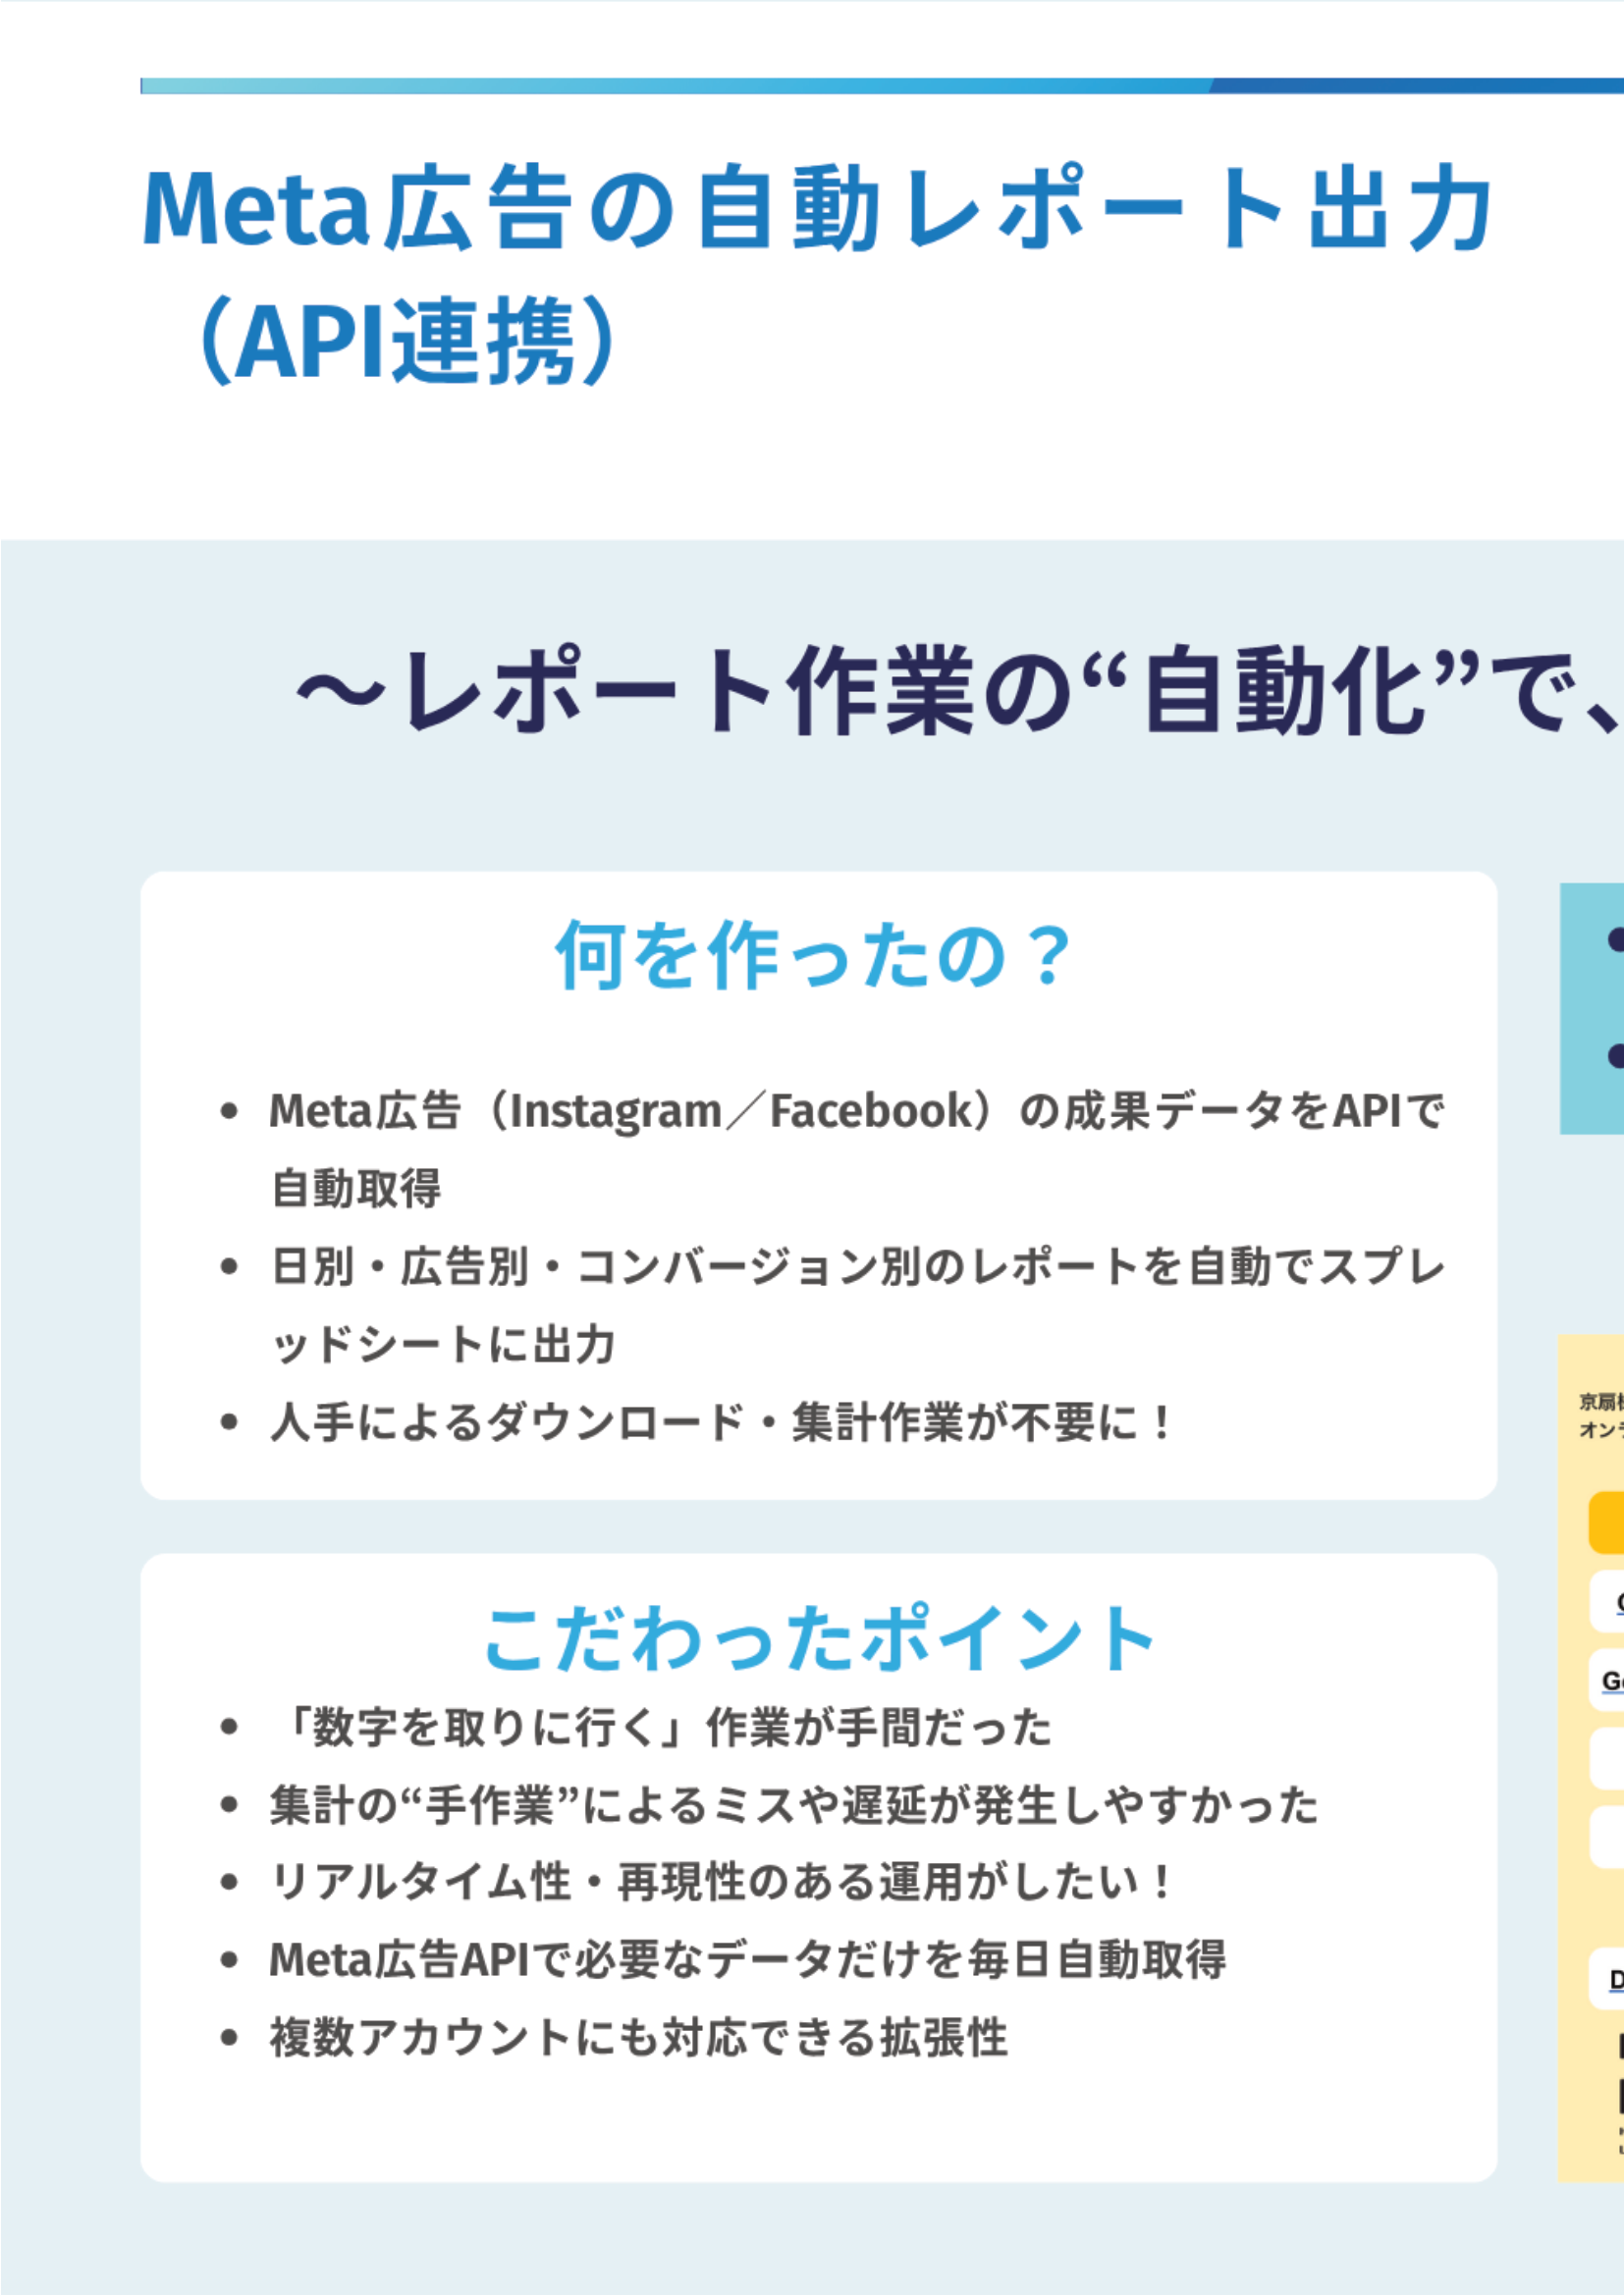 Meta広告の自動レポート出力
（API連携）
～レポート作業の“自動化”で、
何を作ったの？
• Meta広告（Instagram／Facebook）の成果データをAPIで
自動取得
• 日別・広告別・コンバージョン別のレポートを自動でスプレ
ッドシートに出力
• 人手によるダウンロード・集計作業が不要に！
こだわったポイント
• 「数字を取りに行く」作業が手間だった
• 集計の“手作業”によるミスや遅延が発生しやすかった
• リアルタイム性・再現性のある運用がしたい！
• Meta広告APIで必要なデータだけを毎日自動取得
• 複数アカウントにも対応できる拡張性
京扇
オン
G
D